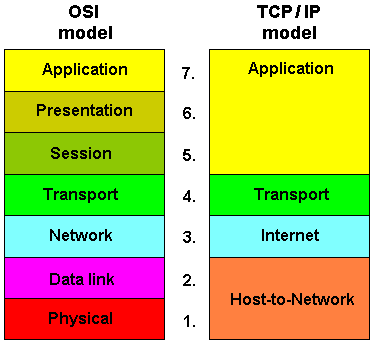 OSI
model
TCP / IP
model
Application
7.
Application
Presentation
6.
Session
5.
Transport
4.
Transport
Network
3.
Internet
Data link
2.
Host-to-Network
Physical
1.